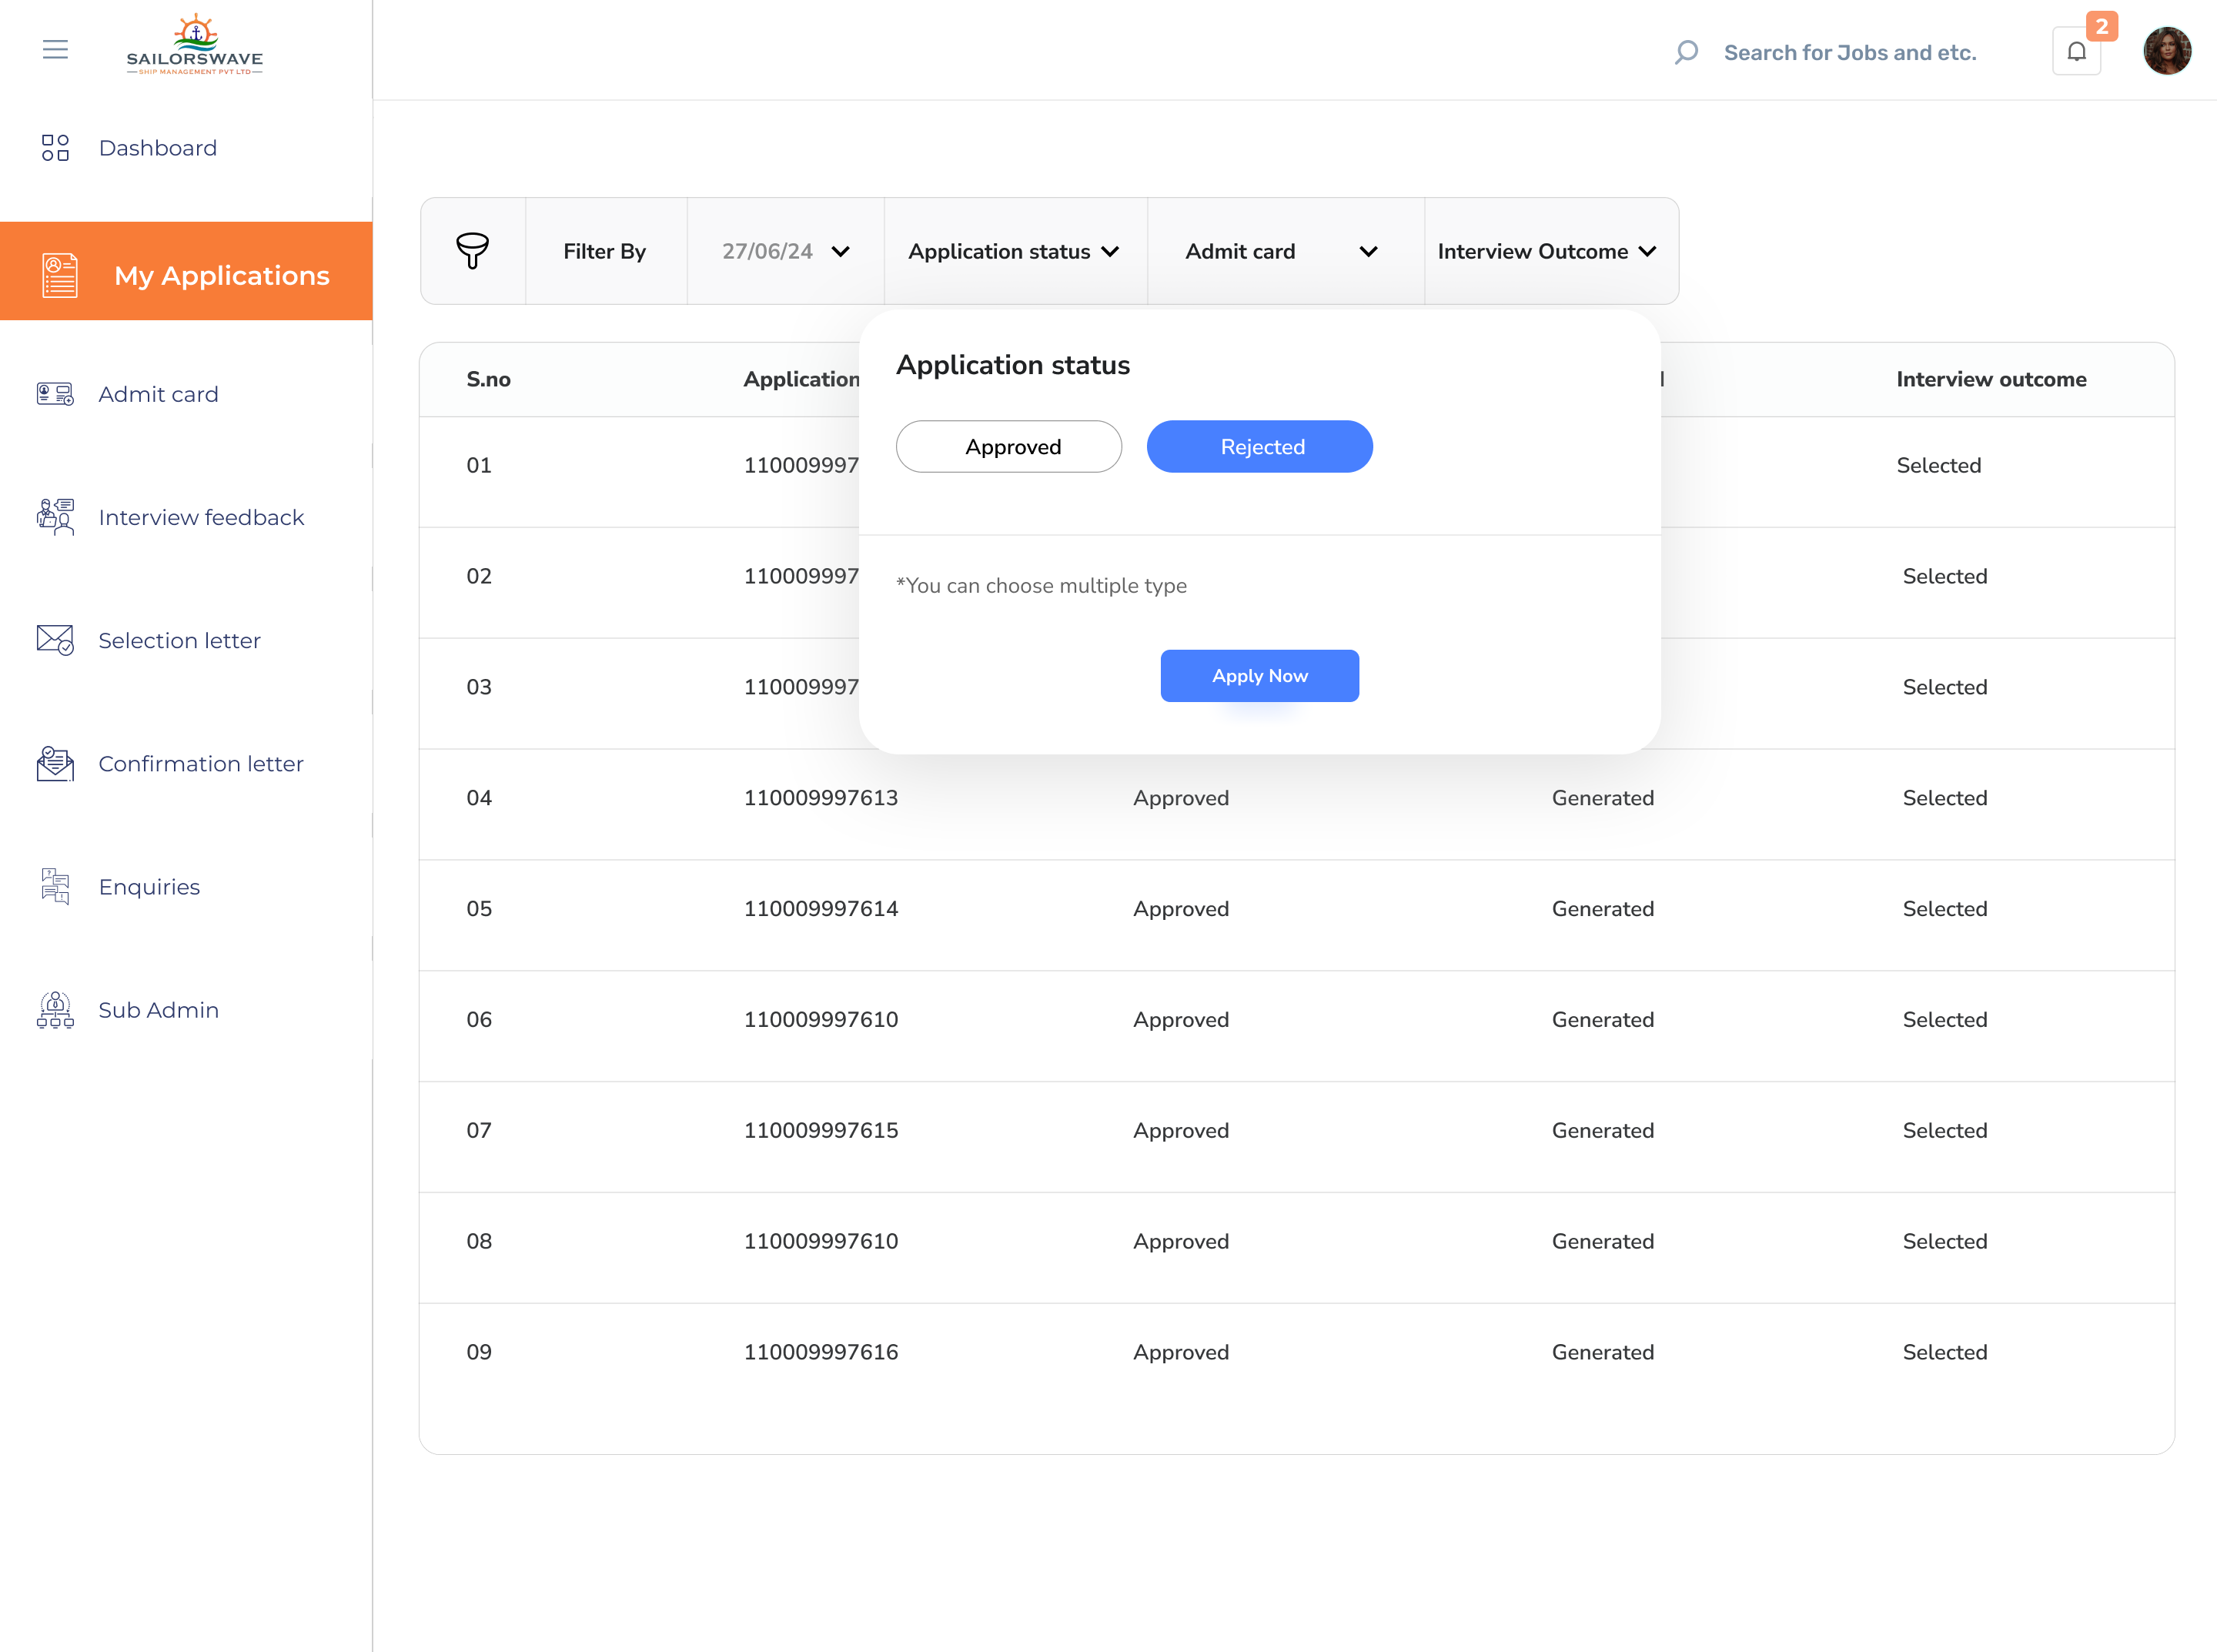 SAILORSWAVE
SHIP MANAGEMENT PVT LTD
Search for Jobs and etc.
2
Dashboard
My Applications
Admit card
Interview feedback
Selection letter
Confirmation letter
Enquiries
Sub Admin
Filter By 27/06/24 Application status Admit card Interview Outcome
Application status
Approved Rejected
*You can choose multiple type
Apply Now
S.no Application Interview outcome
01 110009997 Selected
02 110009997 Selected
03 110009997 Selected
04 110009997613 Approved Generated Selected
05 110009997614 Approved Generated Selected
06 110009997610 Approved Generated Selected
07 110009997615 Approved Generated Selected
08 110009997610 Approved Generated Selected
09 110009997616 Approved Generated Selected